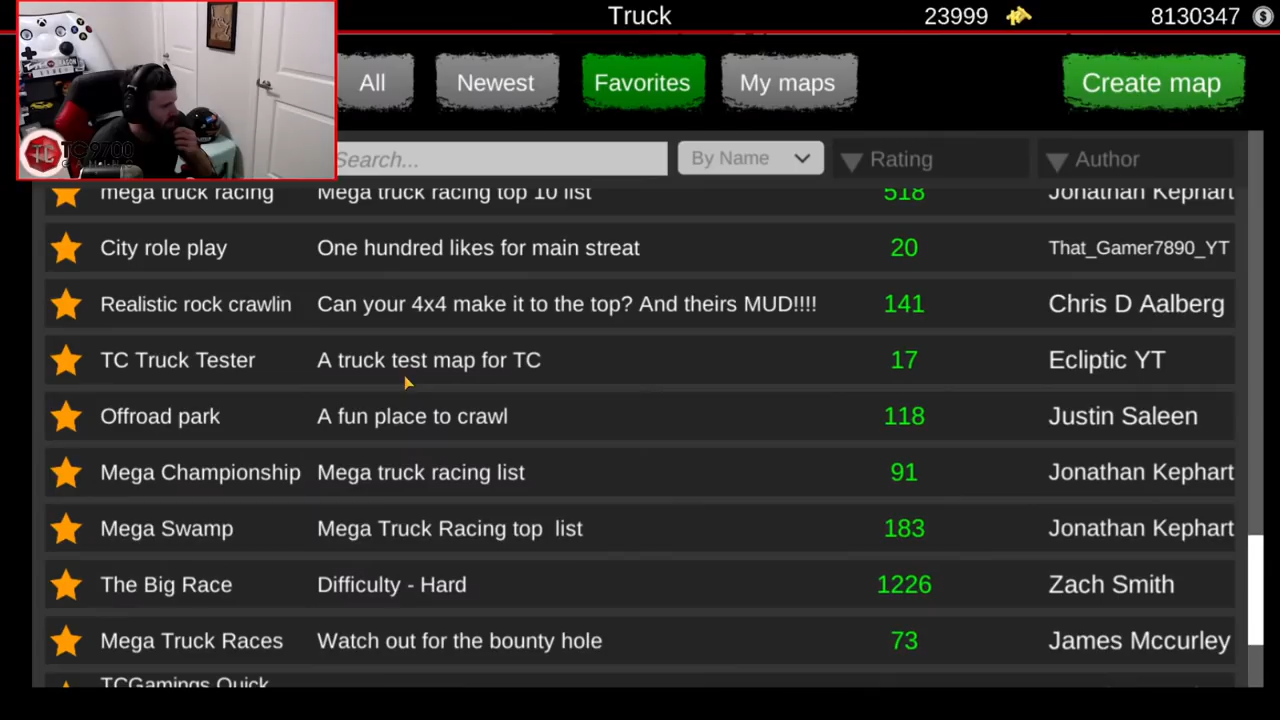 Truck 23999 8130347
All Newest Favorites My maps Create map
TC9700
GAMING
Search... By Name Rating Author
mega truck racing Mega truck racing top 10 list 518 Jonathan Kephart
City role play One hundred likes for main streat 20 That_Gamer7890_YT
Realistic rock crawlin Can your 4x4 make it to the top? And theirs MUD!!!! 141 Chris D Aalberg
TC Truck Tester A truck test map for TC 17 Ecliptic YT
Offroad park A fun place to crawl 118 Justin Saleen
Mega Championship Mega truck racing list 91 Jonathan Kephart
Mega Swamp Mega Truck Racing top list 183 Jonathan Kephart
The Big Race Difficulty - Hard 1226 Zach Smith
Mega Truck Races Watch out for the bounty hole 73 James Mccurley
TCGamings Quick